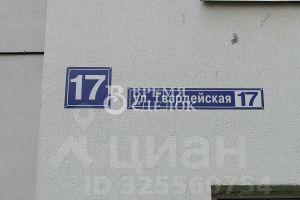 17
ВРЕМЯ
СДЕЛОК
ул. Гвардейская 17
циан
ID 325560754